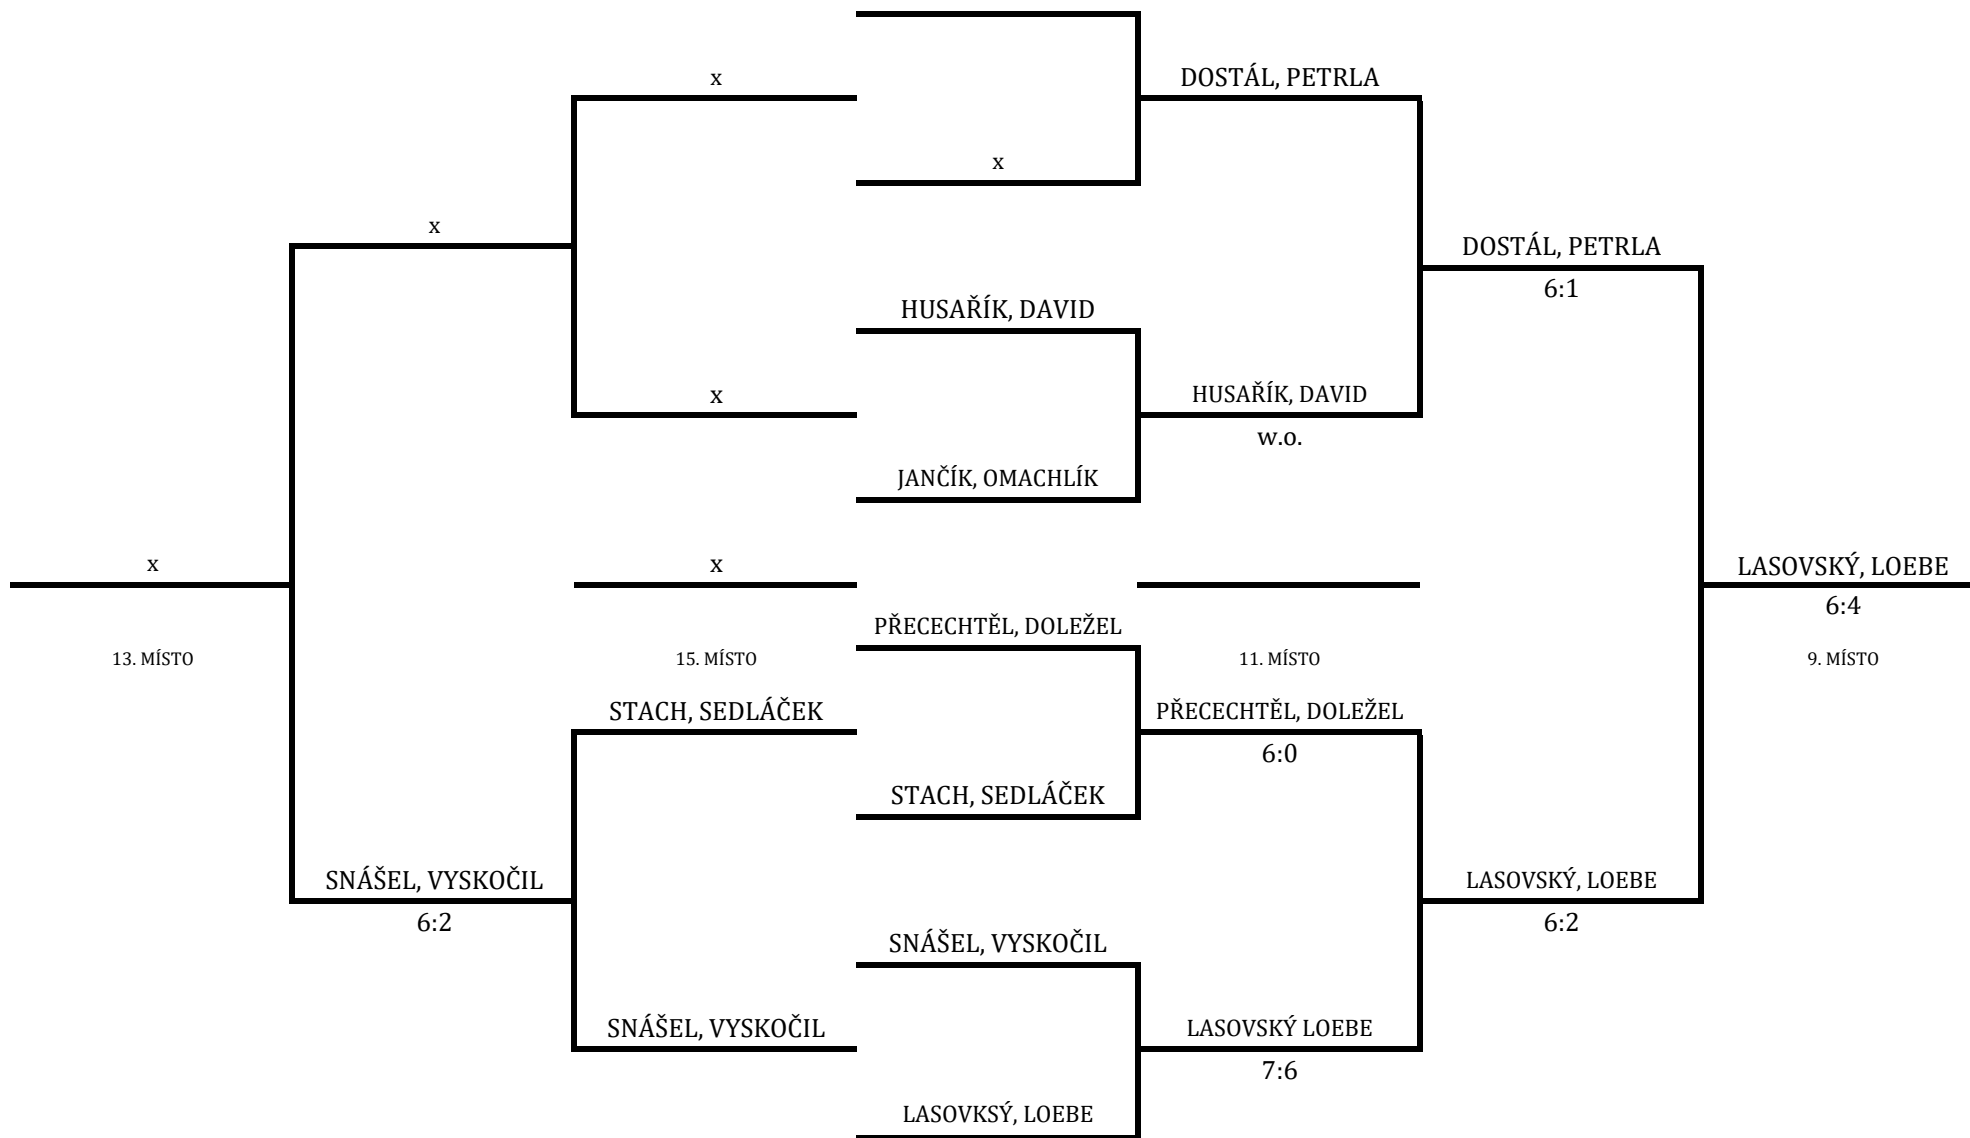 x
DOSTÁL, PETRLA
x
x
DOSTÁL, PETRLA
6:1
HUSAŘÍK, DAVID
x
HUSAŘÍK, DAVID
w.o.
JANČÍK, OMACHLÍK
x
x
LASOVSKÝ, LOEBE
6:4
PŘECECHTĚL, DOLEŽEL
13. MÍSTO
15. MÍSTO
11. MÍSTO
9. MÍSTO
STACH, SEDLÁČEK
PŘECECHTĚL, DOLEŽEL
6:0
STACH, SEDLÁČEK
SNÁŠEL, VYSKOČIL
6:2
LASOVSKÝ, LOEBE
6:2
SNÁŠEL, VYSKOČIL
SNÁŠEL, VYSKOČIL
LASOVSKÝ LOEBE
7:6
LASOVKSÝ, LOEBE